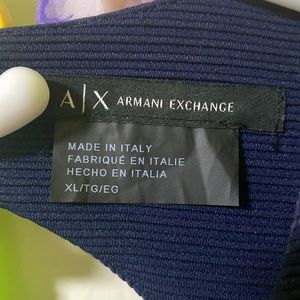 A|X ARMANI EXCHANGE
MADE IN ITALY
FABRIQUÉ EN ITALIE
HECHO EN ITALIA
XL/TG/EG